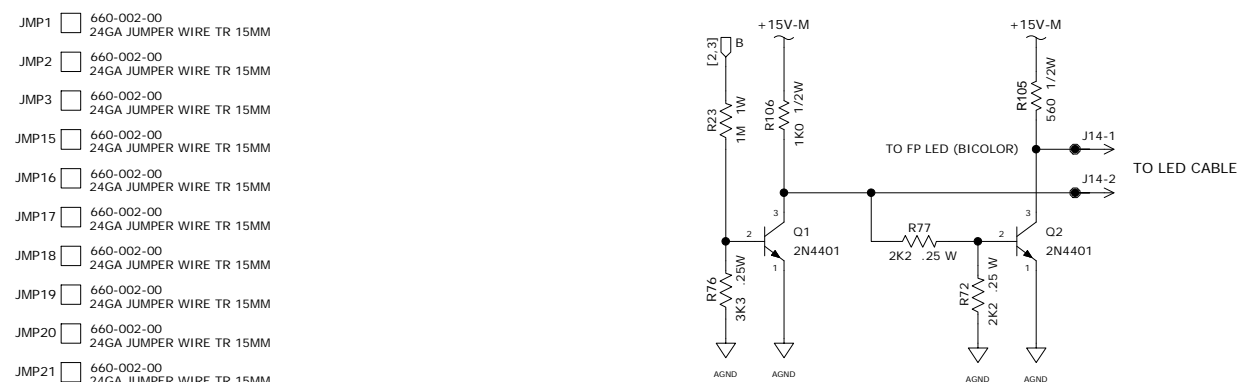 JMP1 660-002-00
24GA JUMPER WIRE TR 15MM
JMP2 660-002-00
24GA JUMPER WIRE TR 15MM
JMP3 660-002-00
24GA JUMPER WIRE TR 15MM
JMP15 660-002-00
24GA JUMPER WIRE TR 15MM
JMP16 660-002-00
24GA JUMPER WIRE TR 15MM
JMP17 660-002-00
24GA JUMPER WIRE TR 15MM
JMP18 660-002-00
24GA JUMPER WIRE TR 15MM
JMP19 660-002-00
24GA JUMPER WIRE TR 15MM
JMP20 660-002-00
24GA JUMPER WIRE TR 15MM
JMP21 660-002-00
24GA JUMPER WIRE TR 15MM
+15V-M
+15V-M
[2,3]
B
R23
1M 1W
R106
1K0 1/2W
R105
560 1/2W
TO FP LED (BICOLOR)
J14-1
J14-2
TO LED CABLE
3
2
1
Q1
2N4401
R77
2K2 .25 W
3
2
1
Q2
2N4401
R76
3K3 .25W
R72
2K2 .25 W
AGND
AGND
AGND
AGND